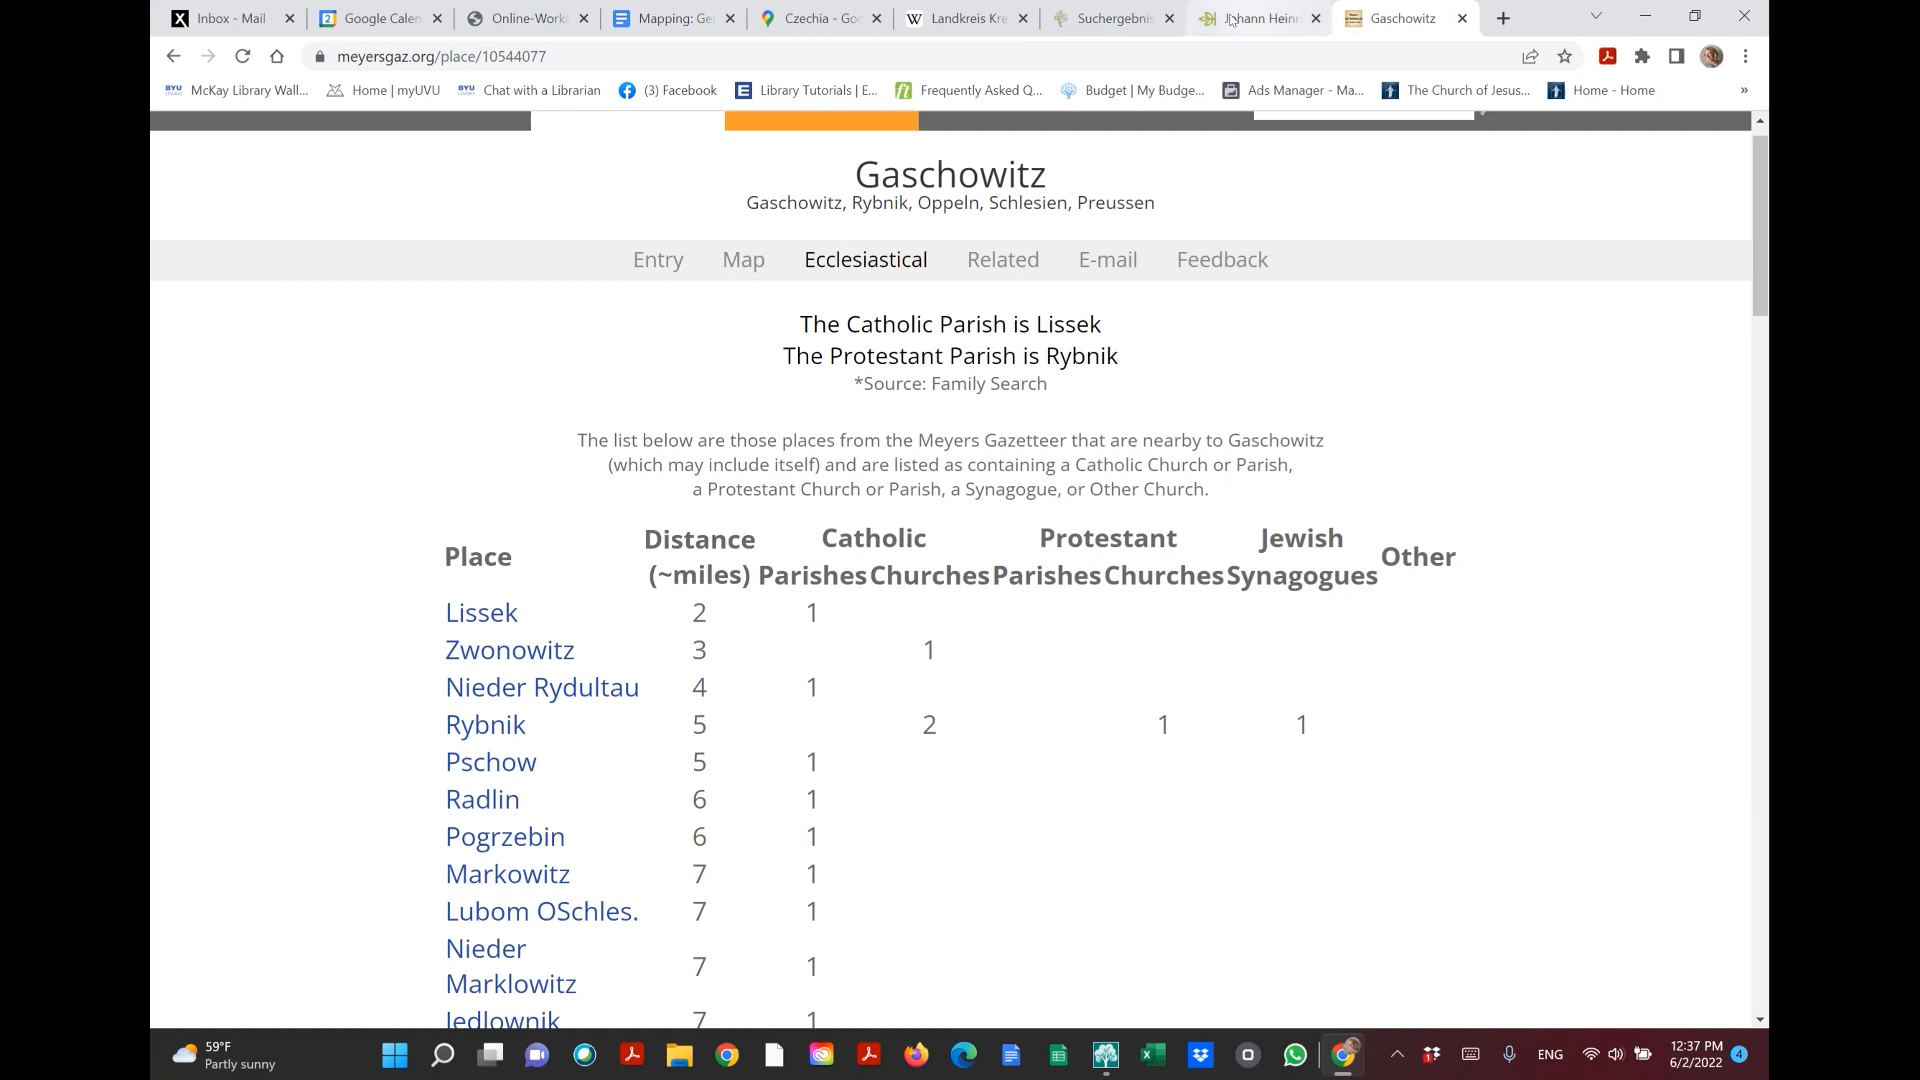 Inbox - Mail
Google Calen
Online-Works
Mapping: Ger
Czechia - Goo
Landkreis Kre
Suchergebnis
Johann Heinr
Gaschowitz
meyersgaz.org/place/10544077
BYU McKay Library Wall...
Home | myUVU
BYU Chat with a Librarian
(3) Facebook
Library Tutorials | E...
Frequently Asked Q...
Budget | My Budge...
Ads Manager - Ma...
The Church of Jesus...
Home - Home
»
Gaschowitz
Gaschowitz, Rybnik, Oppeln, Schlesien, Preussen
Entry Map Ecclesiastical Related E-mail Feedback
The Catholic Parish is Lissek
The Protestant Parish is Rybnik
*Source: Family Search
The list below are those places from the Meyers Gazetteer that are nearby to Gaschowitz
(which may include itself) and are listed as containing a Catholic Church or Parish,
a Protestant Church or Parish, a Synagogue, or Other Church.
Place Distance Catholic Protestant Jewish Other
(~miles) Parishes Churches Parishes Churches Synagogues
Lissek 2 1
Zwonowitz 3 1
Nieder Rydultau 4 1
Rybnik 5 2 1 1
Pschow 5 1
Radlin 6 1
Pogrzebin 6 1
Markowitz 7 1
Lubom OSchles. 7 1
Nieder
Marklowitz 7 1
Jedlownik 7 1
59°F
Partly sunny
ENG
12:37 PM
6/2/2022
4